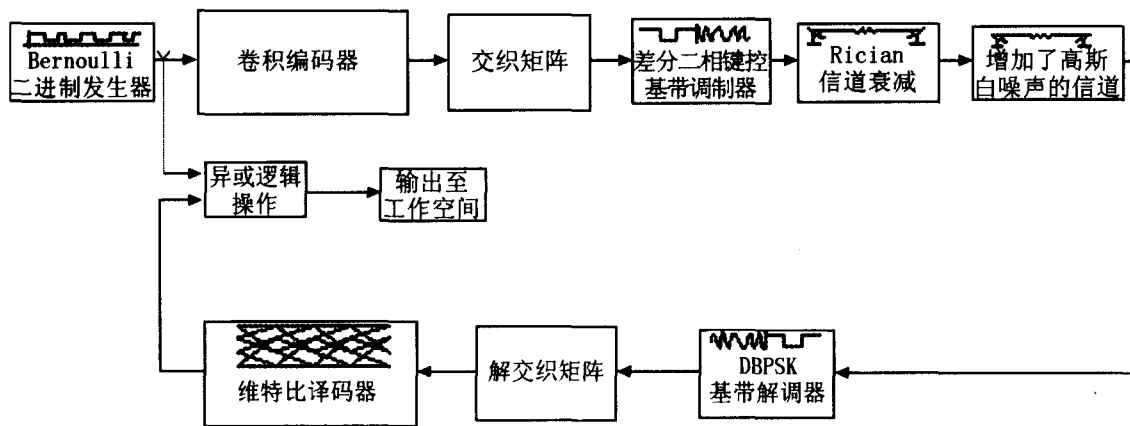 Bernoulli
二进制发生器
卷积编码器
交织矩阵
差分二相键控
基带调制器
Rician
信道衰减
增加了高斯
白噪声的信道
异或逻辑
操作
输出至
工作空间
维特比译码器
解交织矩阵
DBPSK
基带解调器